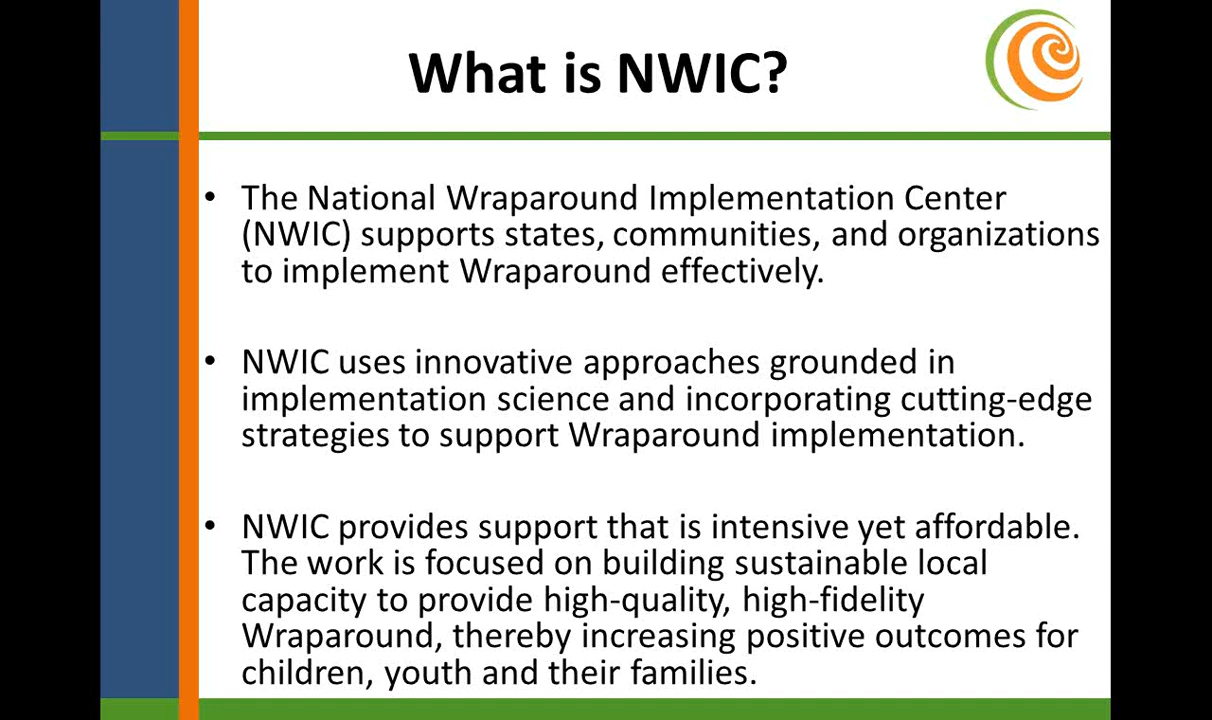 What is NWIC?
• The National Wraparound Implementation Center
(NWIC) supports states, communities, and organizations
to implement Wraparound effectively.
• NWIC uses innovative approaches grounded in
implementation science and incorporating cutting-edge
strategies to support Wraparound implementation.
• NWIC provides support that is intensive yet affordable.
The work is focused on building sustainable local
capacity to provide high-quality, high-fidelity
Wraparound, thereby increasing positive outcomes for
children, youth and their families.